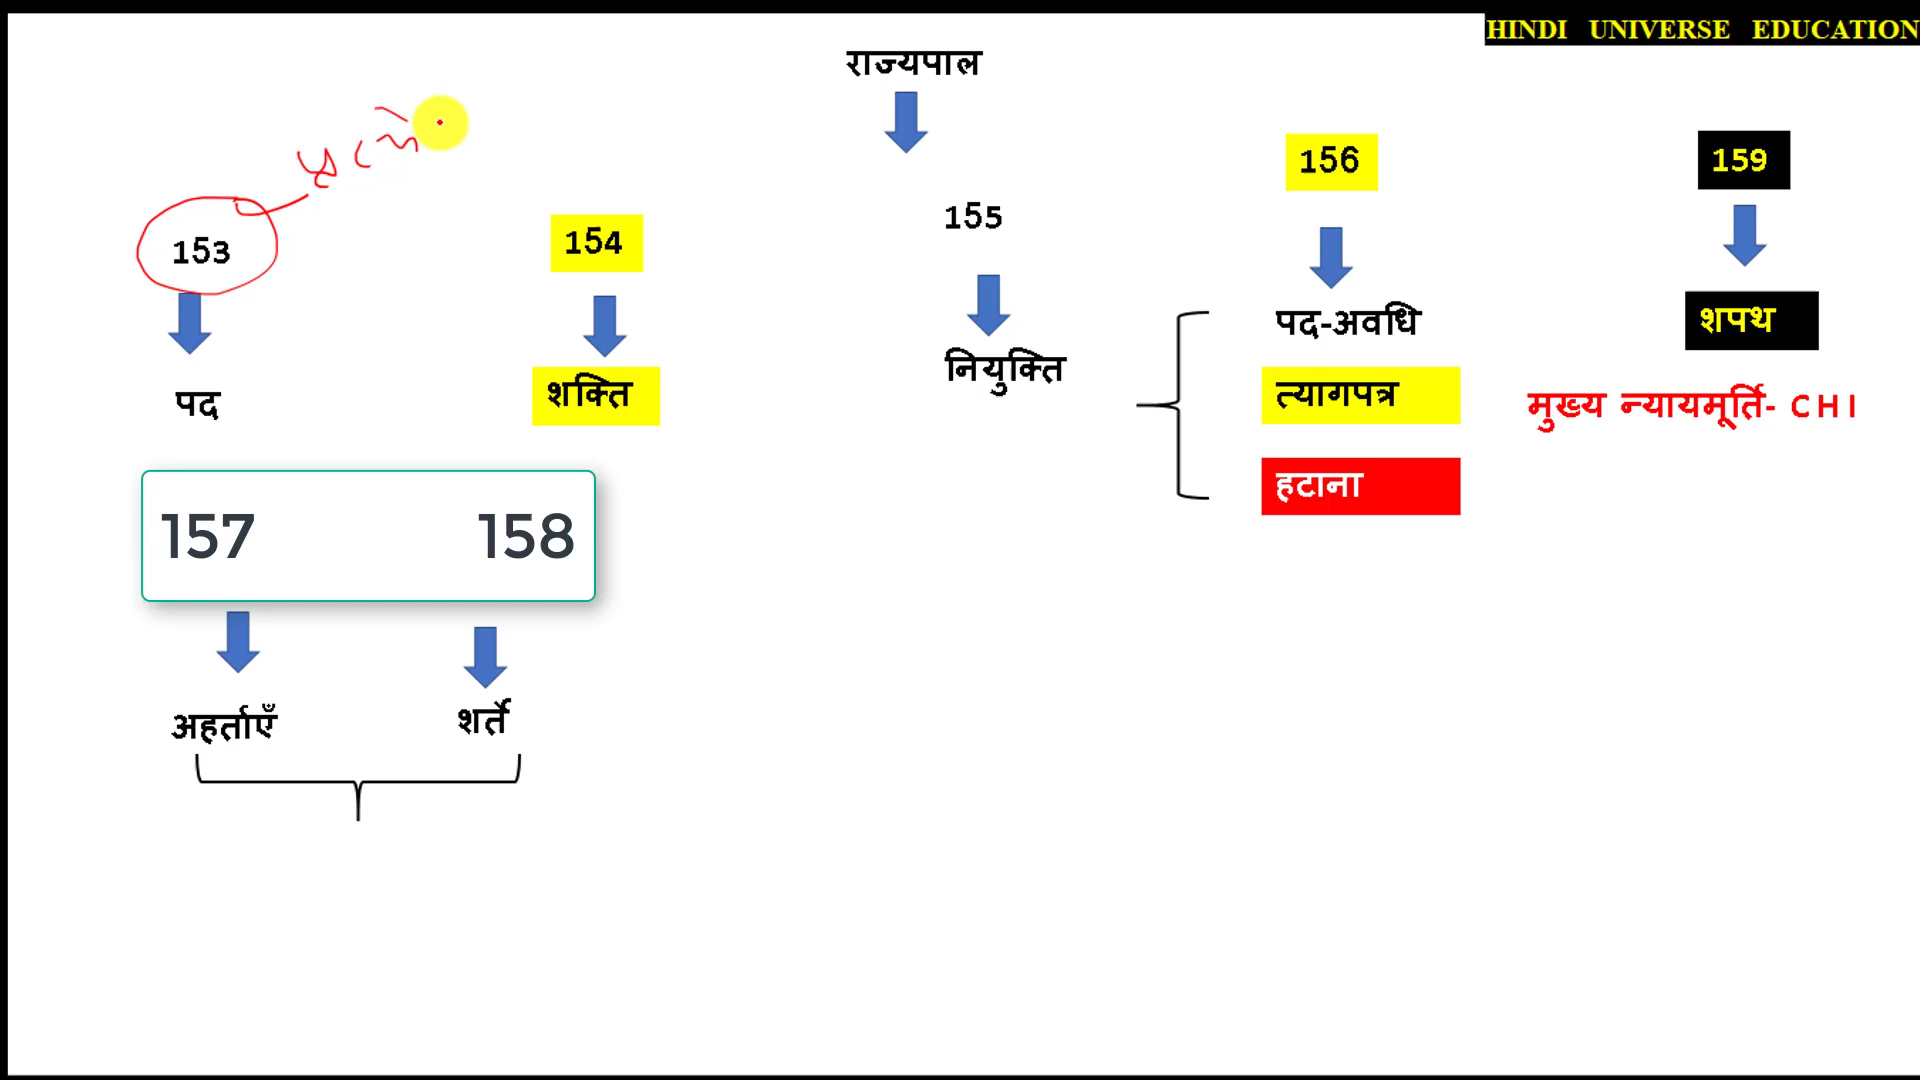 HINDI UNIVERSE EDUCATION
राज्यपाल
153
154
155
156
159
पद
शक्ति
नियुक्ति
पद-अवधि
त्यागपत्र
हटाना
शपथ
मुख्य न्यायमूर्ति- CHI
157 158
अहर्ताएँ शर्ते